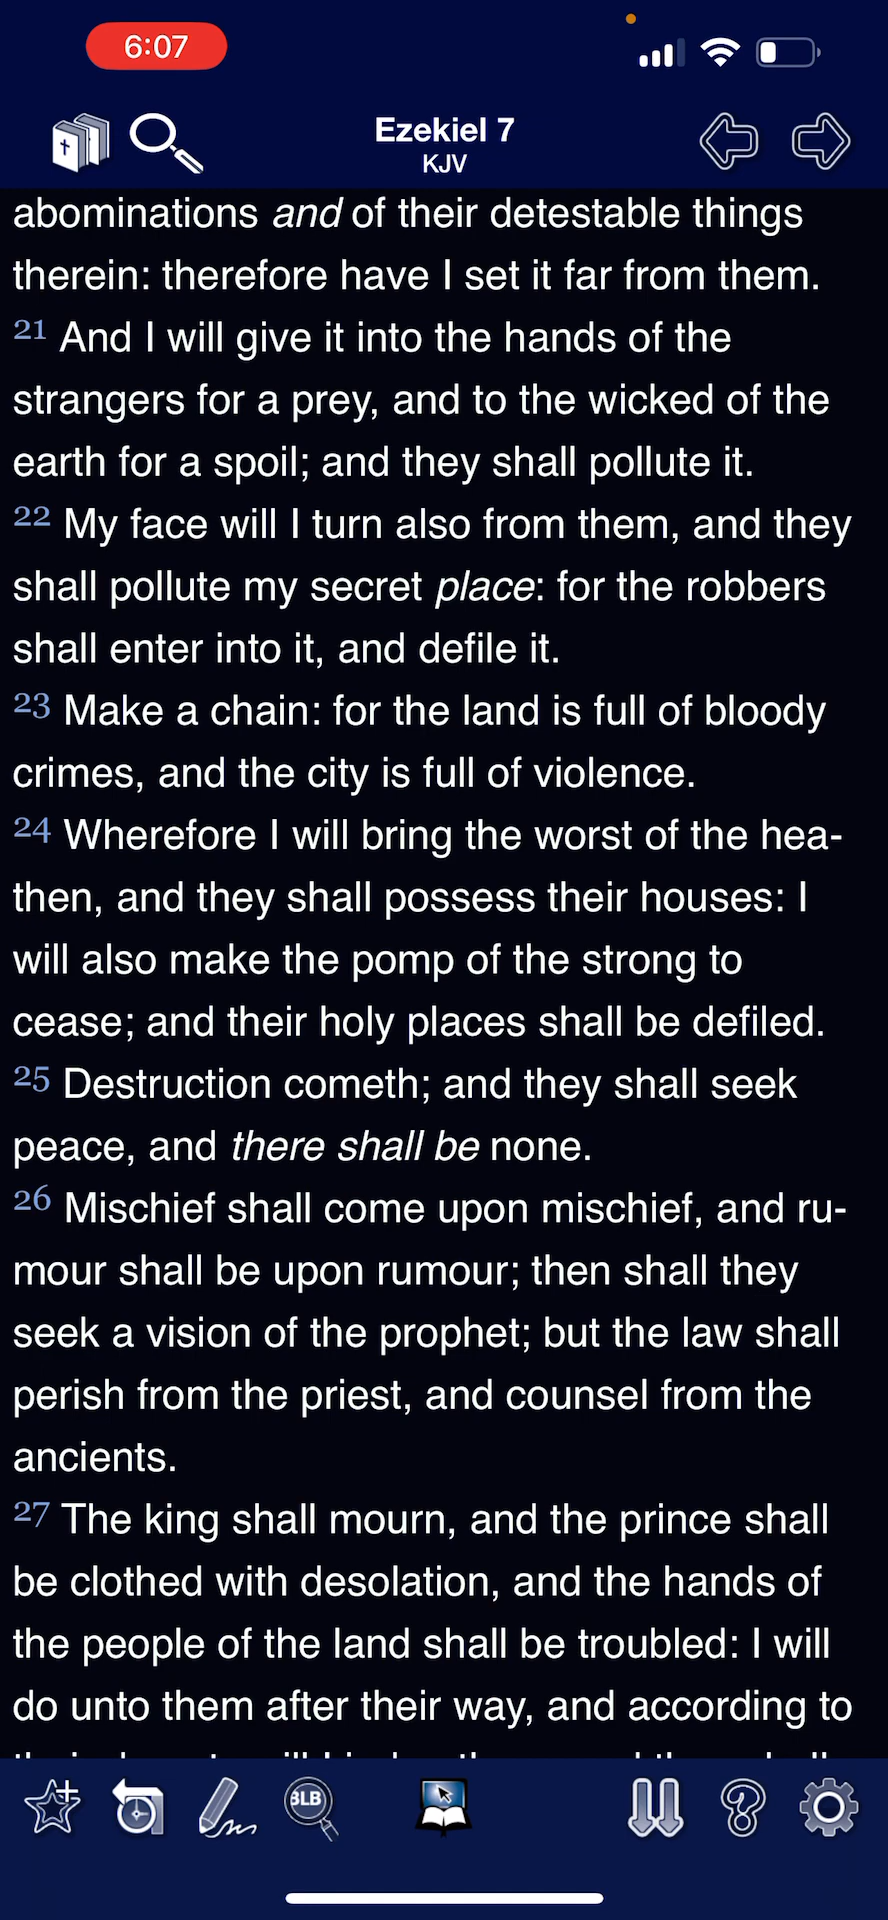 6:07
Ezekiel 7
KJV
abominations and of their detestable things
therein: therefore have I set it far from them.
21 And I will give it into the hands of the
strangers for a prey, and to the wicked of the
earth for a spoil; and they shall pollute it.
22 My face will I turn also from them, and they
shall pollute my secret place: for the robbers
shall enter into it, and defile it.
23 Make a chain: for the land is full of bloody
crimes, and the city is full of violence.
24 Wherefore I will bring the worst of the hea-
then, and they shall possess their houses: I
will also make the pomp of the strong to
cease; and their holy places shall be defiled.
25 Destruction cometh; and they shall seek
peace, and there shall be none.
26 Mischief shall come upon mischief, and ru-
mour shall be upon rumour; then shall they
seek a vision of the prophet; but the law shall
perish from the priest, and counsel from the
ancients.
27 The king shall mourn, and the prince shall
be clothed with desolation, and the hands of
the people of the land shall be troubled: I will
do unto them after their way, and according to
BLB